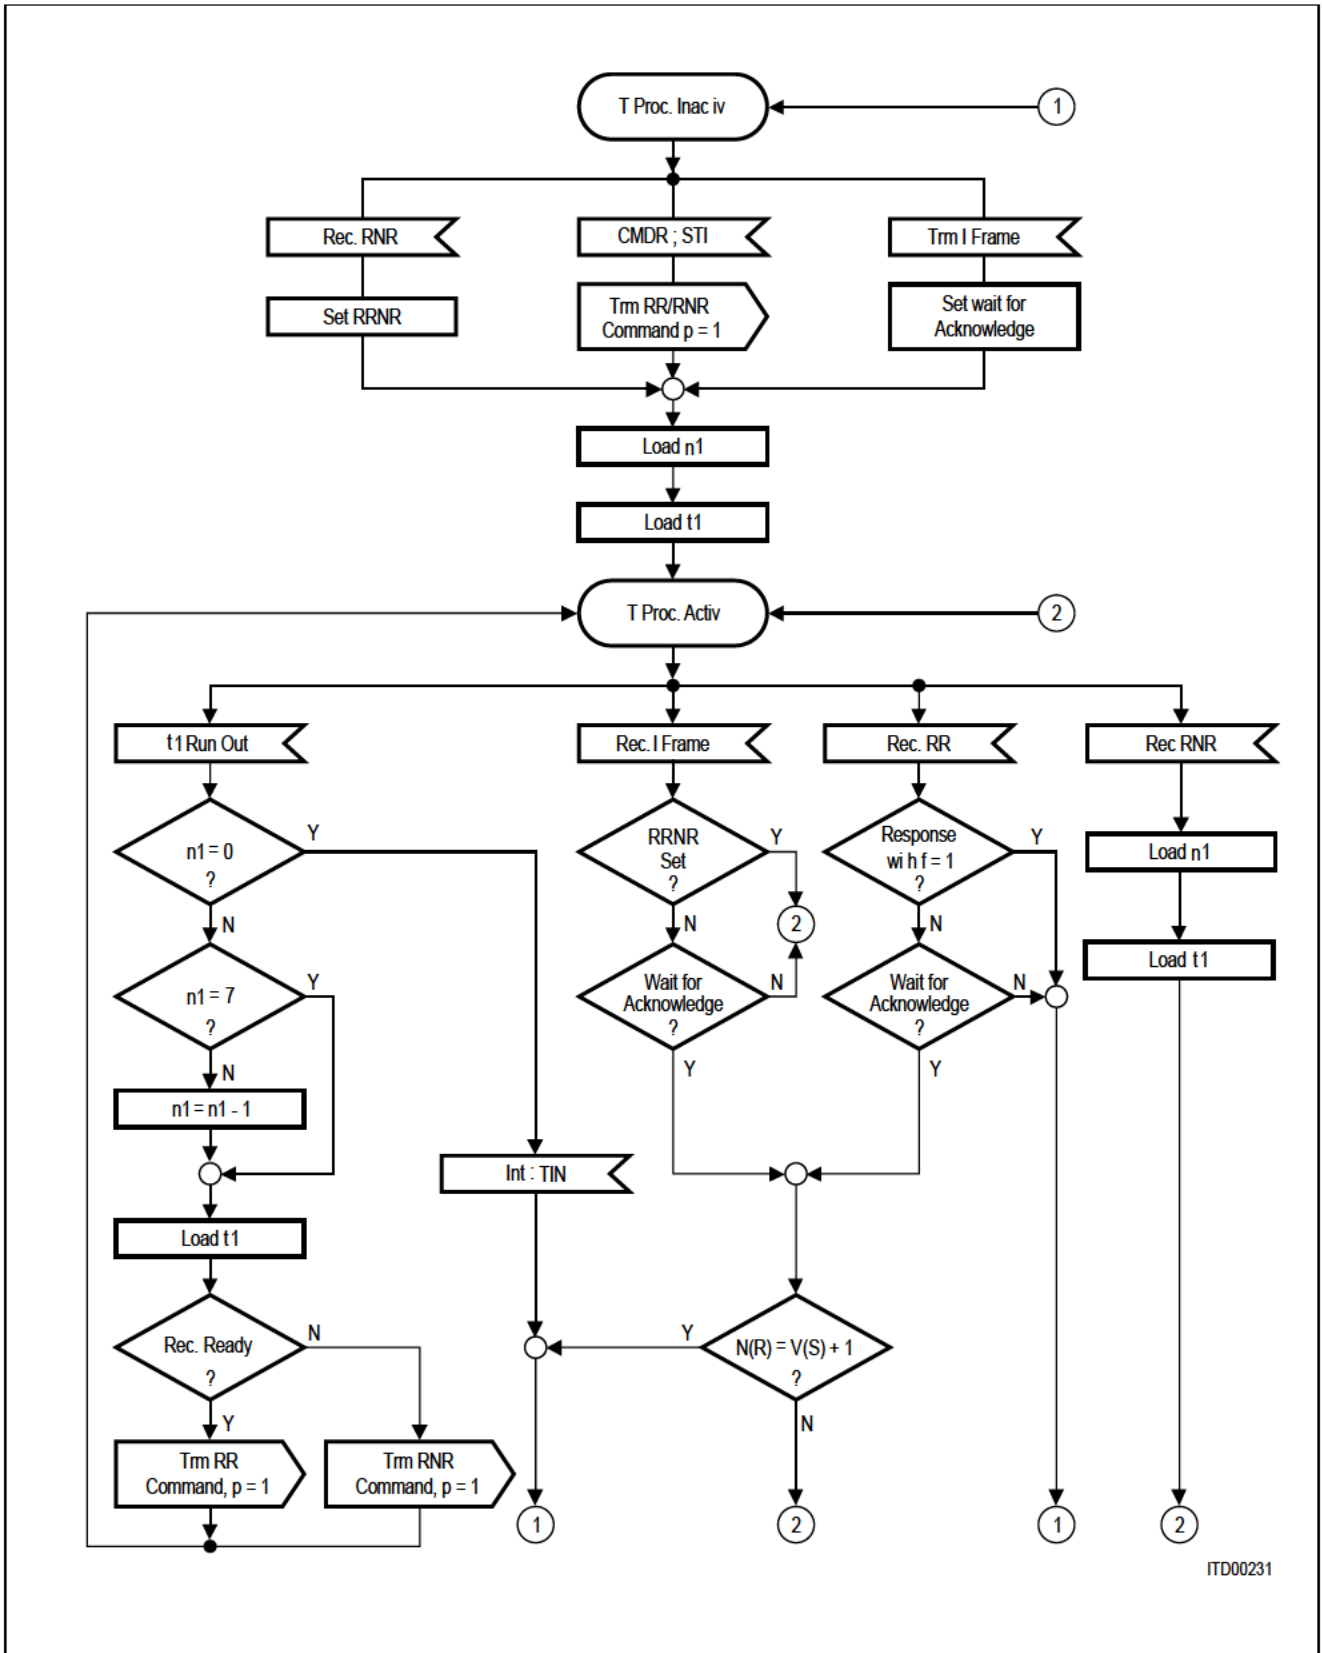 T Proc. Inac iv
1
Rec. RNR
CMDR ; STI
Trm I Frame
Set RRNR
Trm RR/RNR
Command p = 1
Set wait for
Acknowledge
Load n1
Load t1
T Proc. Activ
2
t1 Run Out
Rec. I Frame
Rec. RR
Rec RNR
n1 = 0
?
Y
N
RRNR
Set
?
Y
N
2
Response
wi h f = 1
?
Y
N
Load n1
n1 = 7
?
Y
N
Wait for
Acknowledge
?
N
Y
Wait for
Acknowledge
?
N
Y
Load t1
n1 = n1 - 1
Int : TIN
Load t1
Rec. Ready
?
N
Y
N(R) = V(S) + 1
?
Y
N
Trm RR
Command, p = 1
Trm RNR
Command, p = 1
1
2
1
2
ITD00231